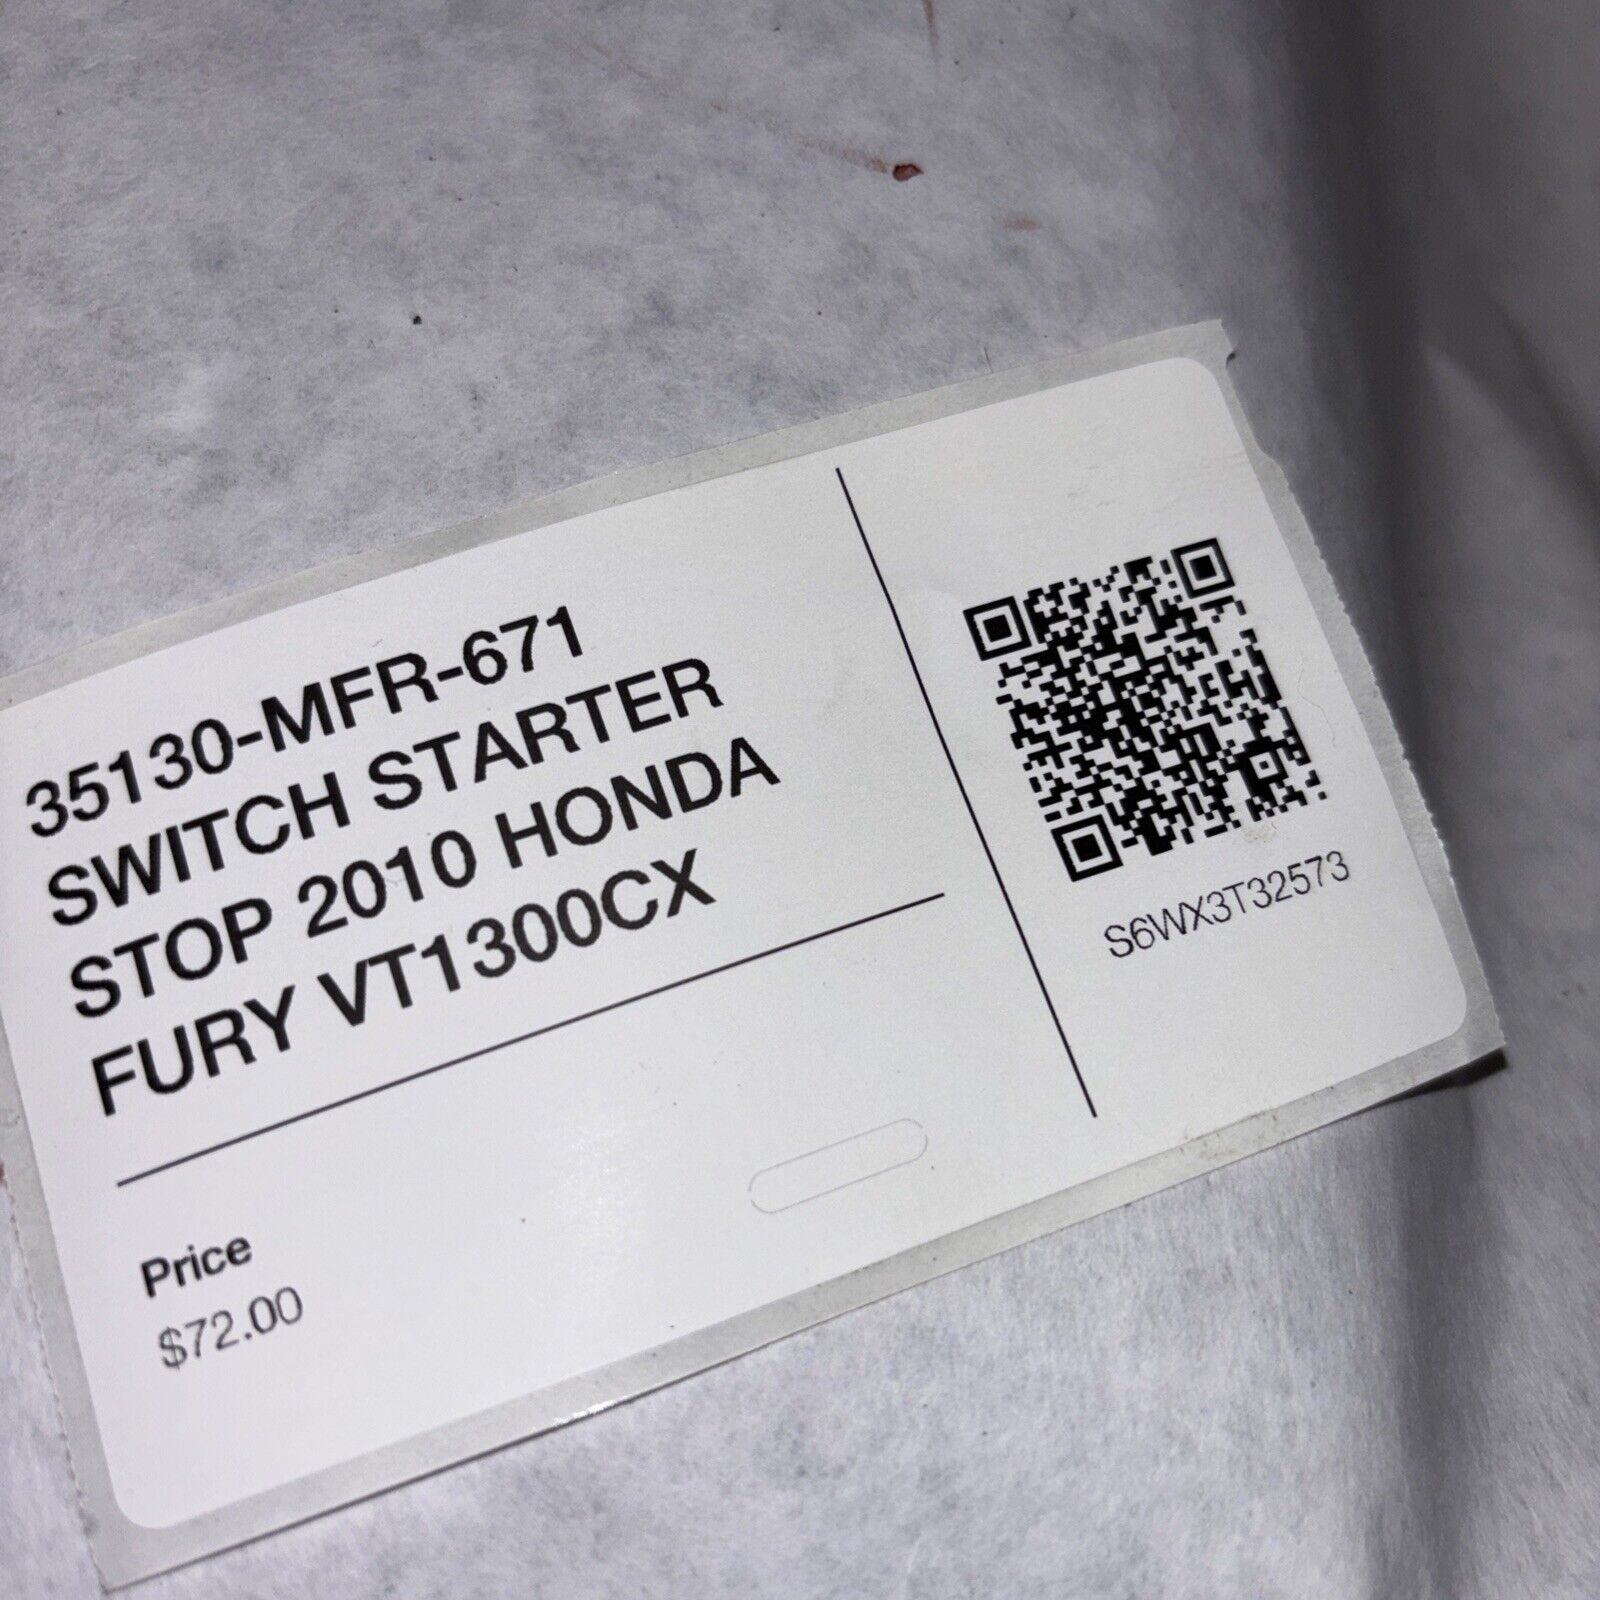 35130-MFR-671
SWITCH STARTER
STOP 2010 HONDA
FURY VT1300CX
Price
$72.00
S6WX3T32573